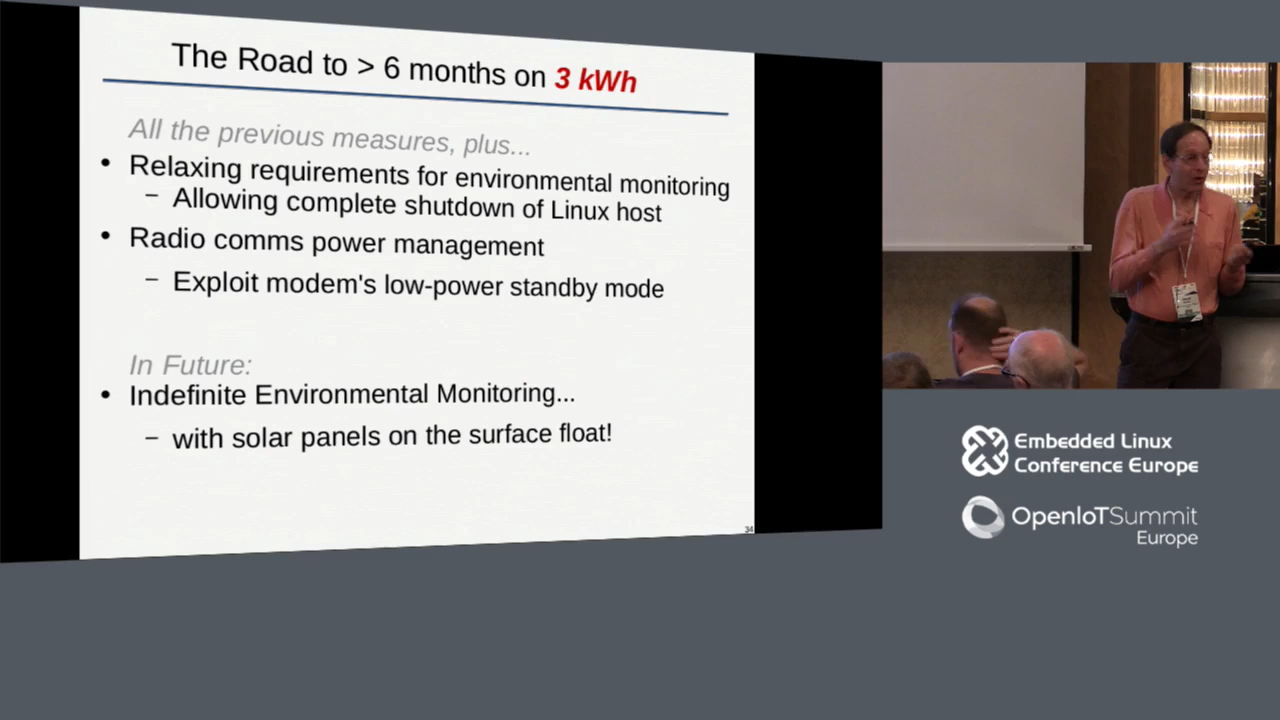 The Road to > 6 months on 3 kWh
All the previous measures, plus...
• Relaxing requirements for environmental monitoring
– Allowing complete shutdown of Linux host
• Radio comms power management
– Exploit modem's low-power standby mode
In Future:
• Indefinite Environmental Monitoring...
– with solar panels on the surface float!
34
Embedded Linux
Conference Europe
OpenIoTSummit
Europe